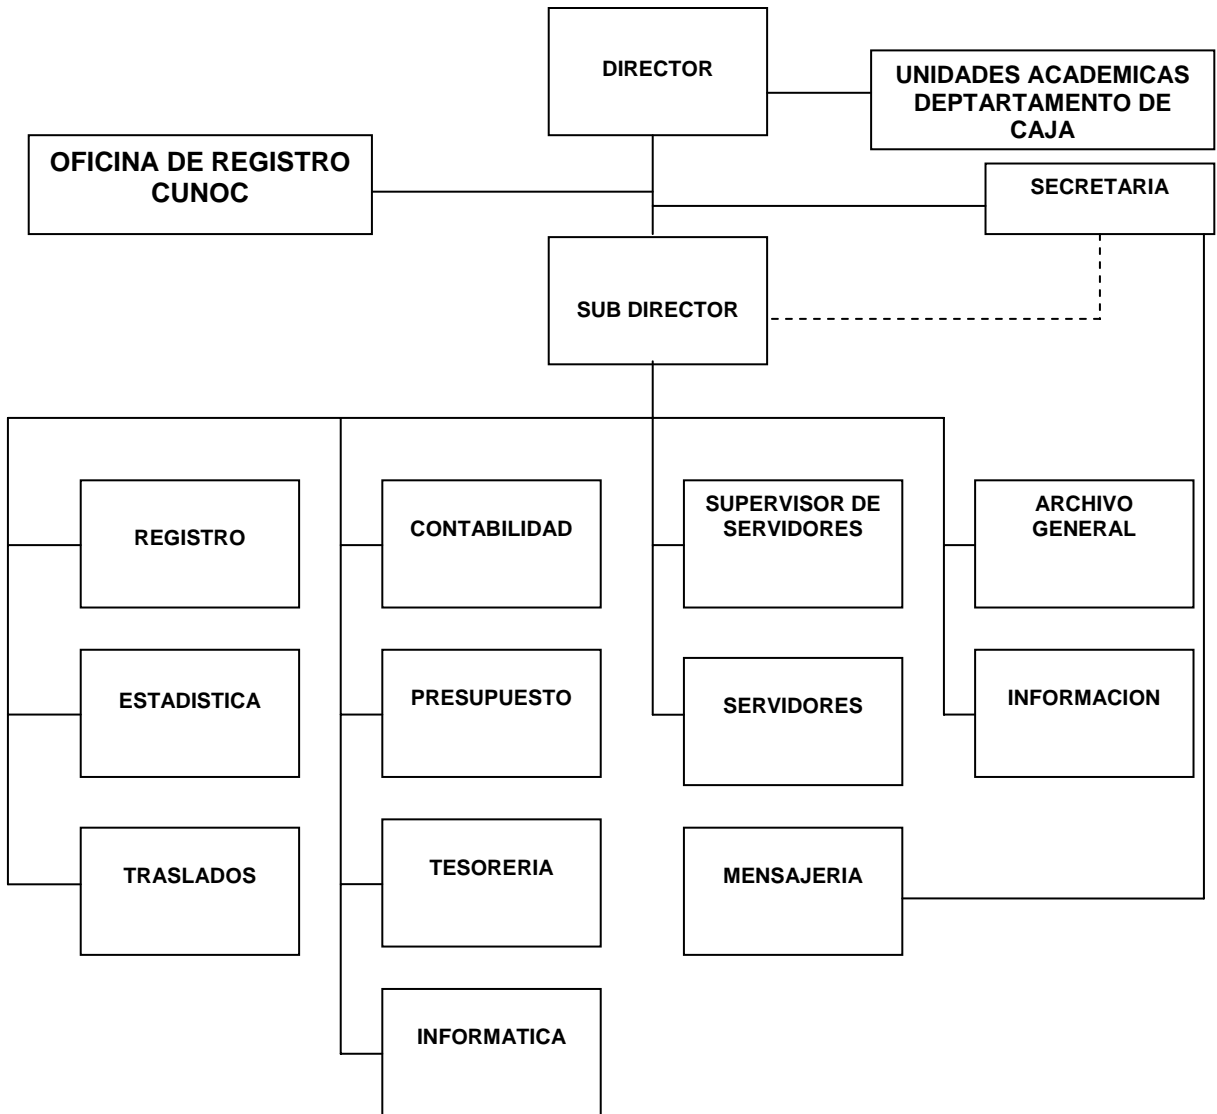 DIRECTOR
UNIDADES ACADEMICAS
DEPTARTAMENTO DE
CAJA
OFICINA DE REGISTRO
CUNOC
SECRETARIA
SUB DIRECTOR
REGISTRO
CONTABILIDAD
SUPERVISOR DE
SERVIDORES
ARCHIVO
GENERAL
ESTADISTICA
PRESUPUESTO
SERVIDORES
INFORMACION
TRASLADOS
TESORERIA
MENSAJERIA
INFORMATICA